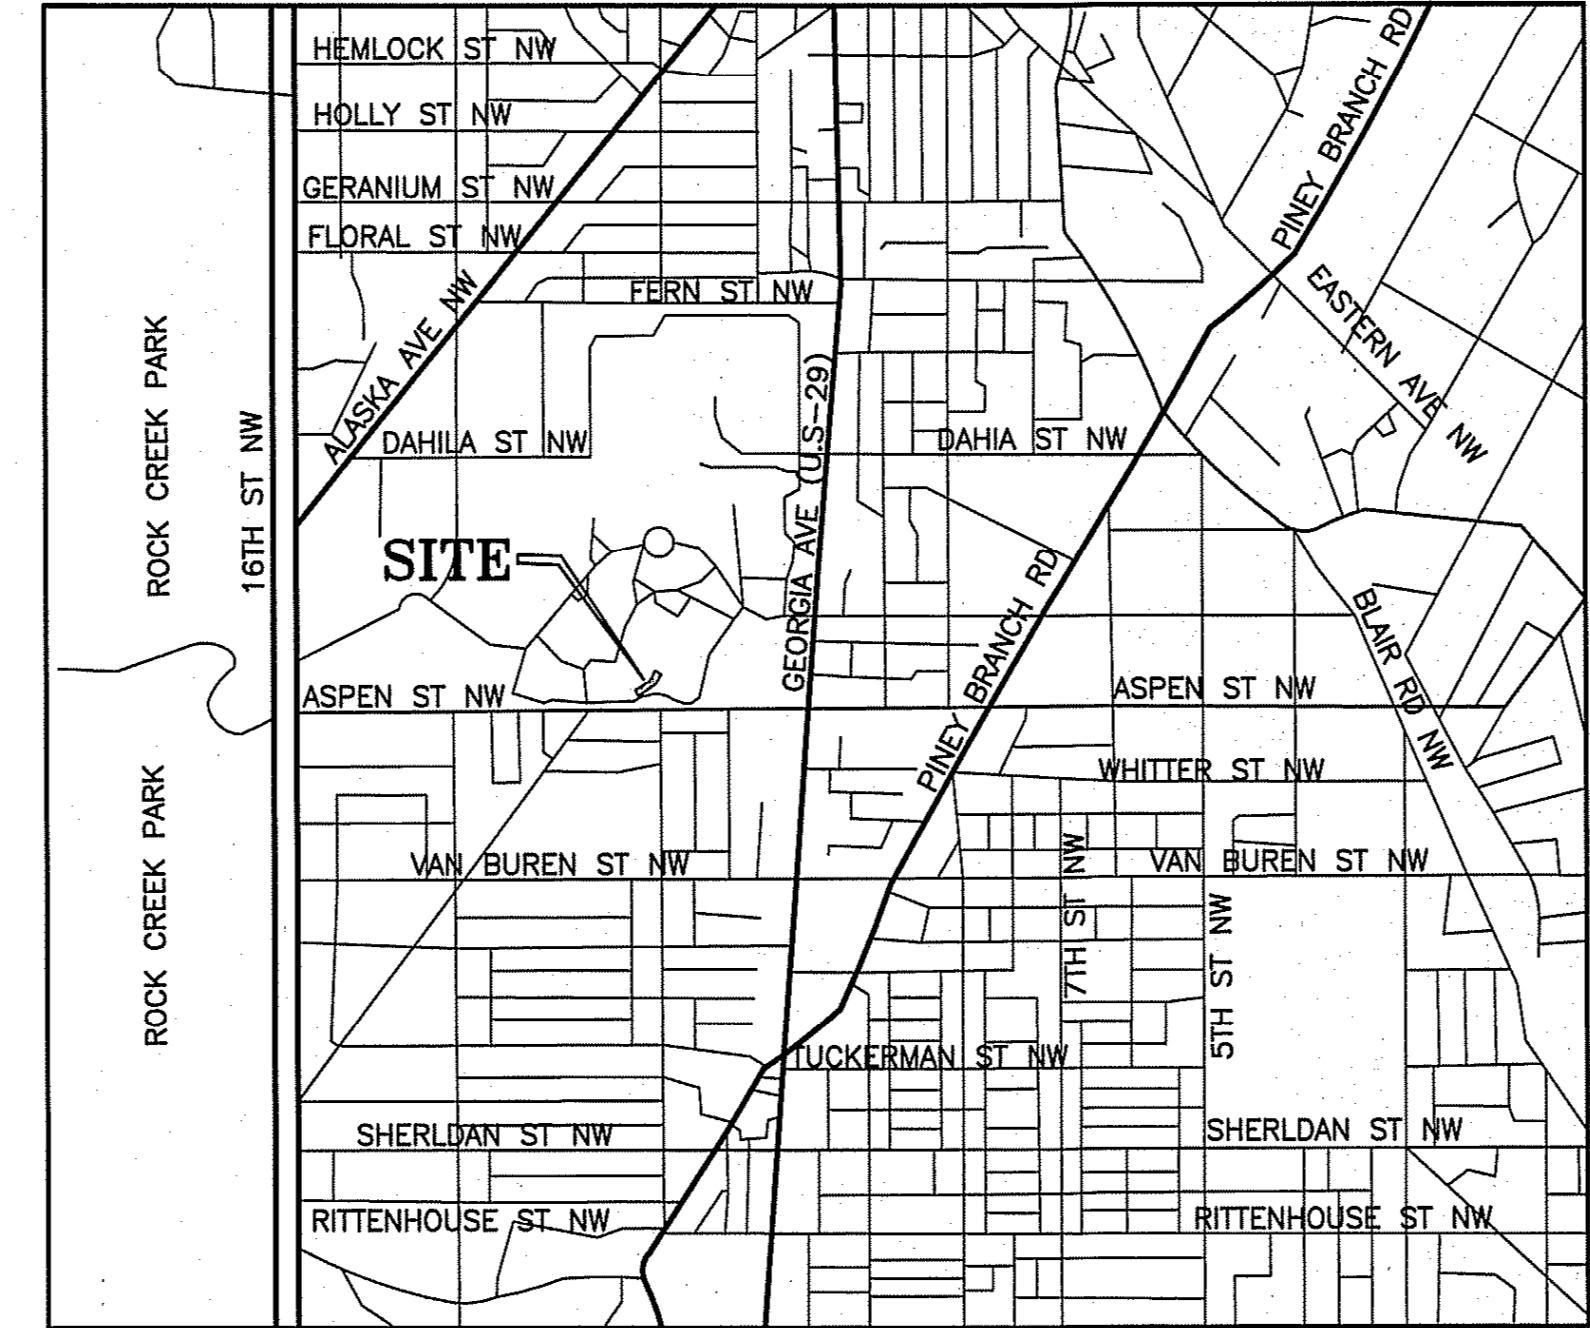 HEMLOCK ST NW
HOLLY ST NW
GERANIUM ST NW
FLORAL ST NW
FERN ST NW
PINEY BRANCH RD
EASTERN AVE NW
ALASKA AVE NW
ROCK CREEK PARK
16TH ST NW
DAHILA ST NW
GEORGIA AVE (U.S-29)
DAHIA ST NW
SITE
PINEY BRANCH RD
BLAIR RD NW
ASPEN ST NW
ASPEN ST NW
WHITTER ST NW
ROCK CREEK PARK
VAN BUREN ST NW
VAN BUREN ST NW
7TH ST NW
5TH ST NW
TUCKERMAN ST NW
SHERLDAN ST NW
SHERLDAN ST NW
RITTENHOUSE ST NW
RITTENHOUSE ST NW